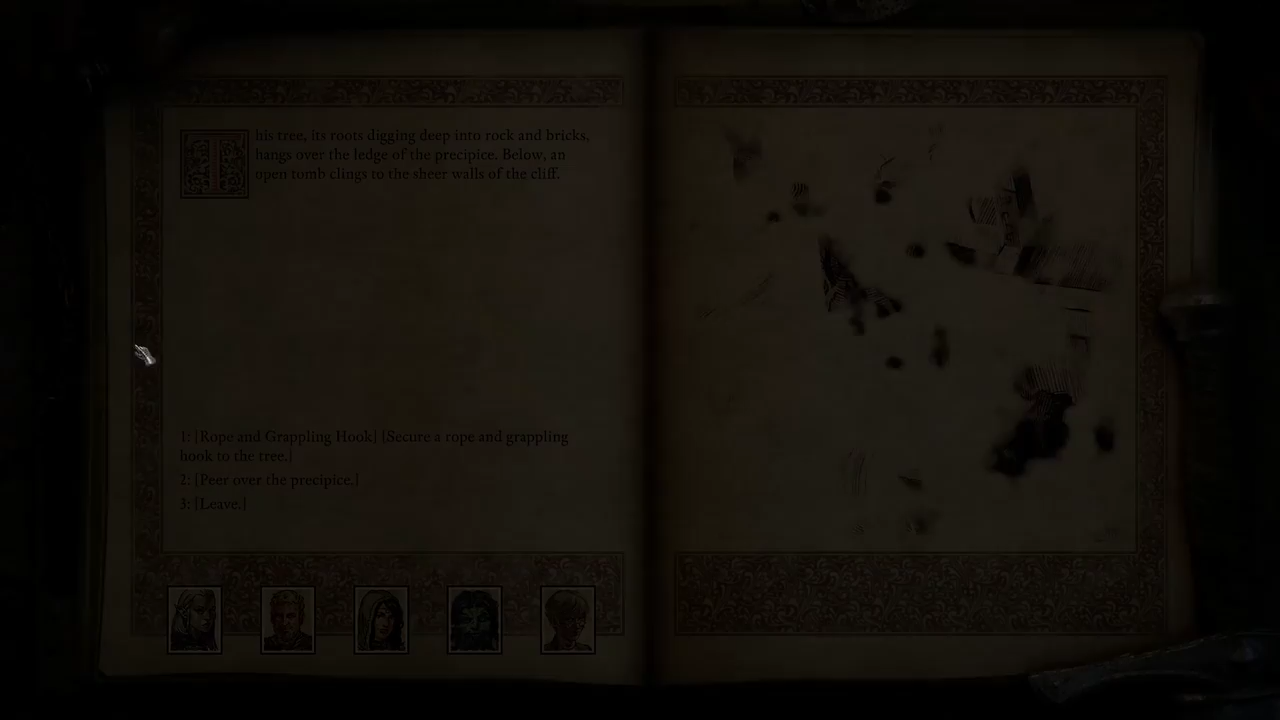 This tree, its roots digging deep into rock and bricks,
hangs over the ledge of the precipice. Below, an
open tomb clings to the sheer walls of the cliff.
1: [Rope and Grappling Hook] [Secure a rope and grappling
hook to the tree.]
2: [Peer over the precipice.]
3: [Leave.]